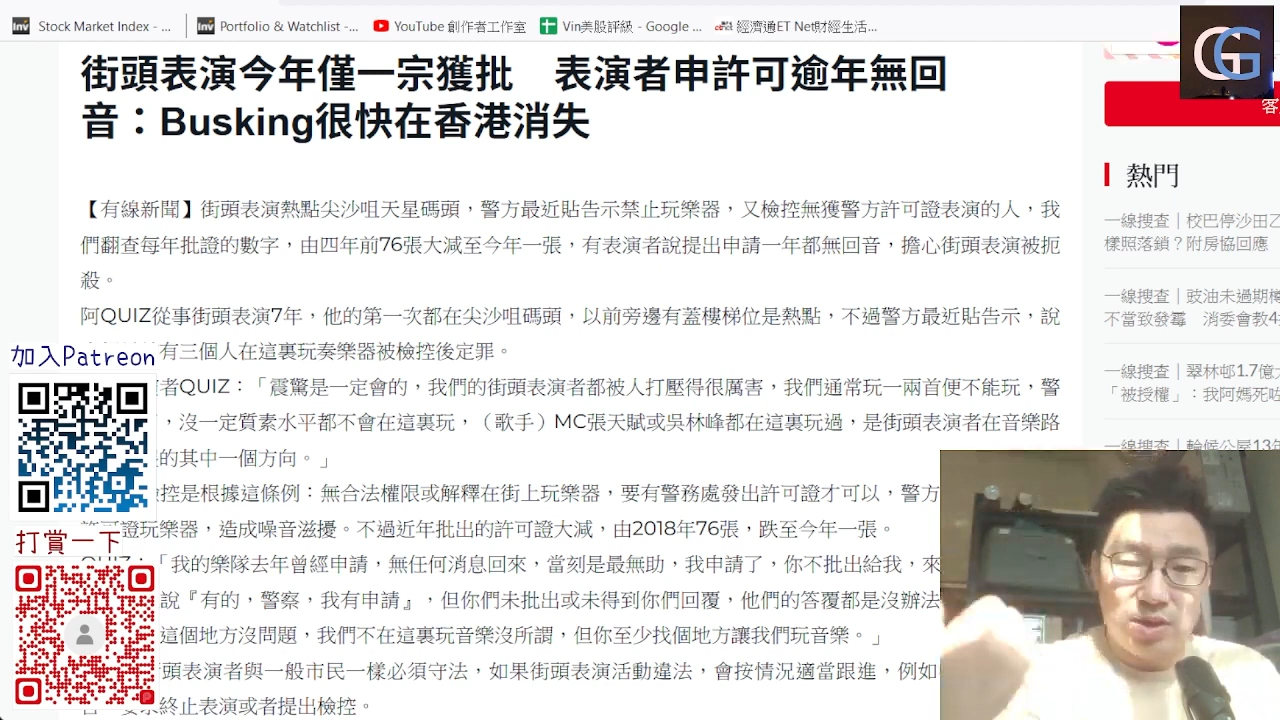 Stock Market Index - ...
Portfolio & Watchlist -...
YouTube 創作者工作室
Vin美股評級 - Google ...
經濟通ET Net財經生活...
GG
街頭表演今年僅一宗獲批　表演者申許可逾年無回
音：Busking很快在香港消失
客
熱門
【有線新聞】街頭表演熱點尖沙咀天星碼頭，警方最近貼告示禁止玩樂器，又檢控無獲警方許可證表演的人，我
們翻查每年批證的數字，由四年前76張大減至今年一張，有表演者說提出申請一年都無回音，擔心街頭表演被扼
殺。
阿QUIZ從事街頭表演7年，他的第一次都在尖沙咀碼頭，以前旁邊有蓋樓梯位是熱點，不過警方最近貼告示，說
有三個人在這裏玩奏樂器被檢控後定罪。
者QUIZ：「震驚是一定會的，我們的街頭表演者都被人打壓得很厲害，我們通常玩一兩首便不能玩，警
，沒一定質素水平都不會在這裏玩，（歌手）MC張天賦或吳林峰都在這裏玩過，是街頭表演者在音樂路
的其中一個方向。」
檢控是根據這條例：無合法權限或解釋在街上玩樂器，要有警務處發出許可證才可以，警方
許可證玩樂器，造成噪音滋擾。不過近年批出的許可證大減，由2018年76張，跌至今年一張。
QUIZ：「我的樂隊去年曾經申請，無任何消息回來，當刻是最無助，我申請了，你不批出給我，來
說『有的，警察，我有申請』，但你們未批出或未得到你們回覆，他們的答覆都是沒辦法
這個地方沒問題，我們不在這裏玩音樂沒所謂，但你至少找個地方讓我們玩音樂。」
頭表演者與一般市民一樣必須守法，如果街頭表演活動違法，會按情況適當跟進，例如
終止表演或者提出檢控。
一線搜查｜校巴停沙田乙
樣照落鎖？附房協回應
一線搜查｜豉油未過期樽
不當致發霉　消委會教4
一線搜查｜翠林邨1.7億
「被授權」：我阿媽死咗
一線搜查｜輪候公屋13年
加入Patreon
打賞一下